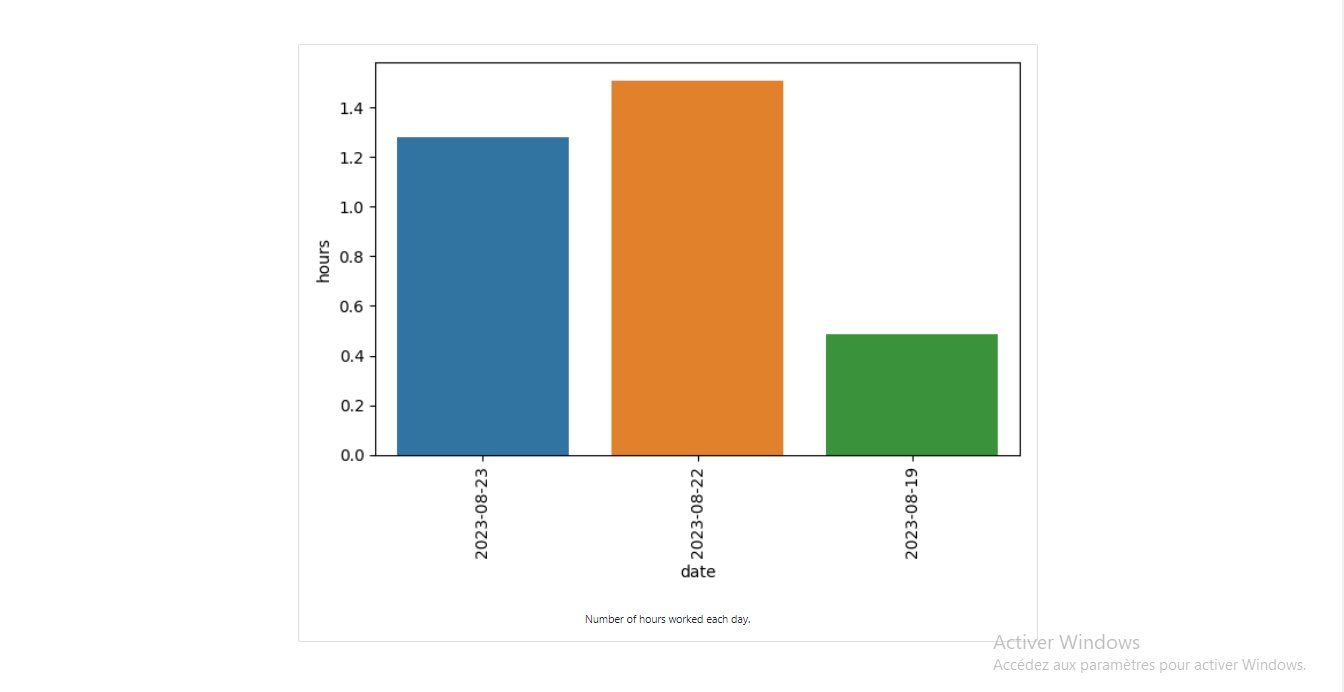 1.4
1.2
1.0
0.8
0.6
0.4
0.2
0.0
hours
2023-08-23
2023-08-22
2023-08-19
date
Number of hours worked each day.
Activer Windows
Accédez aux paramètres pour activer Windows.